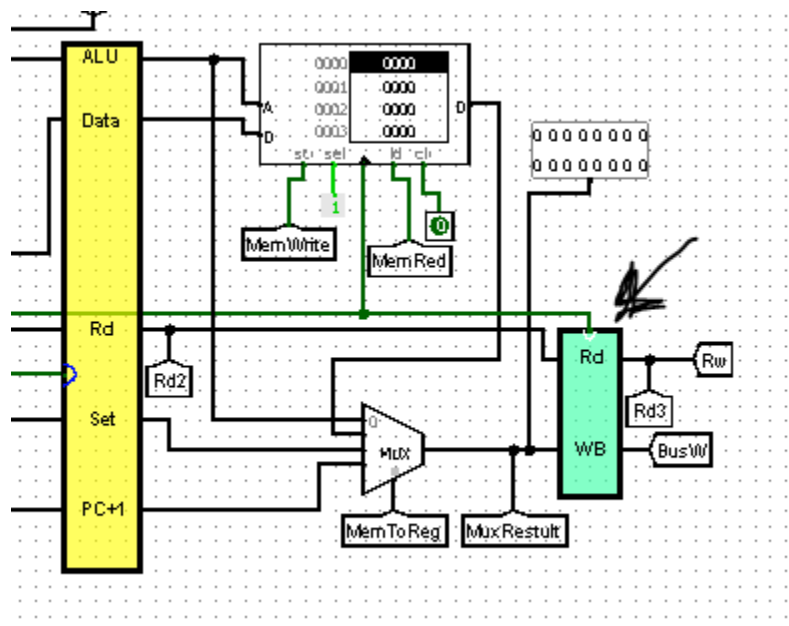 ALU
Data
Rd
Set
PC+1
0000 0000
0001 0000
0002 0000
0003 0000
A
D
D
sel
ld
1
0
MemWrite
MemRed
0 0 0 0 0 0 0 0
0 0 0 0 0 0 0 0
Rd2
0
MUX
MemToReg
MuxRestult
Rd
WB
Rw
Rd3
BusW